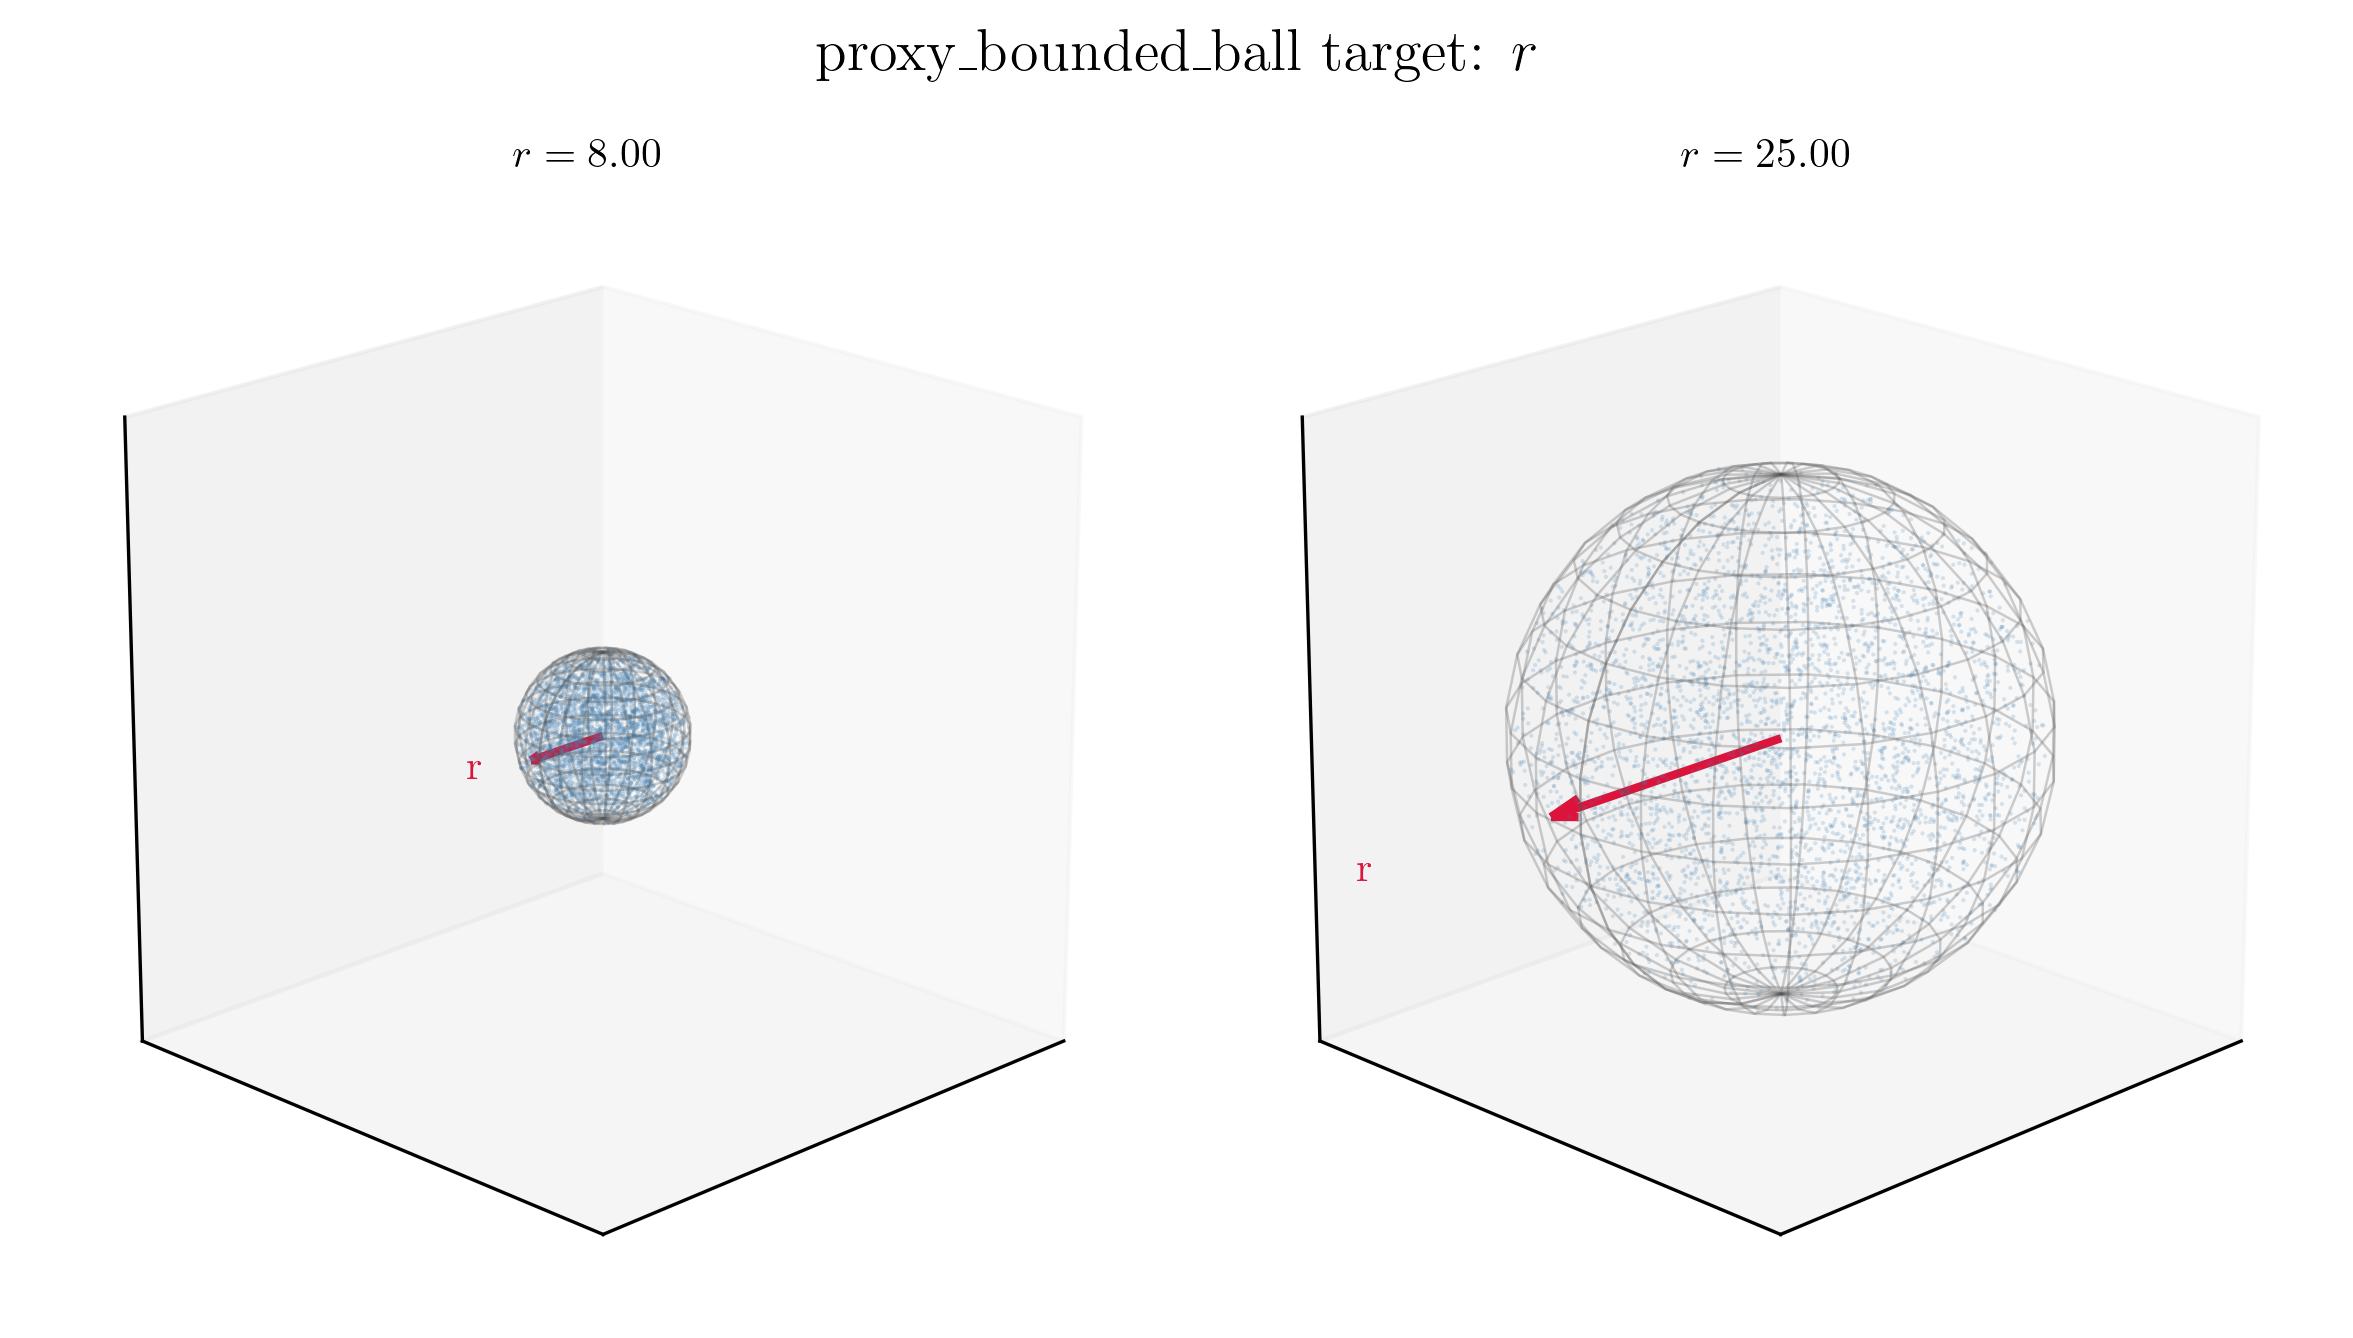 proxy_bounded_ball target: r
r = 8.00
r = 25.00
r
r